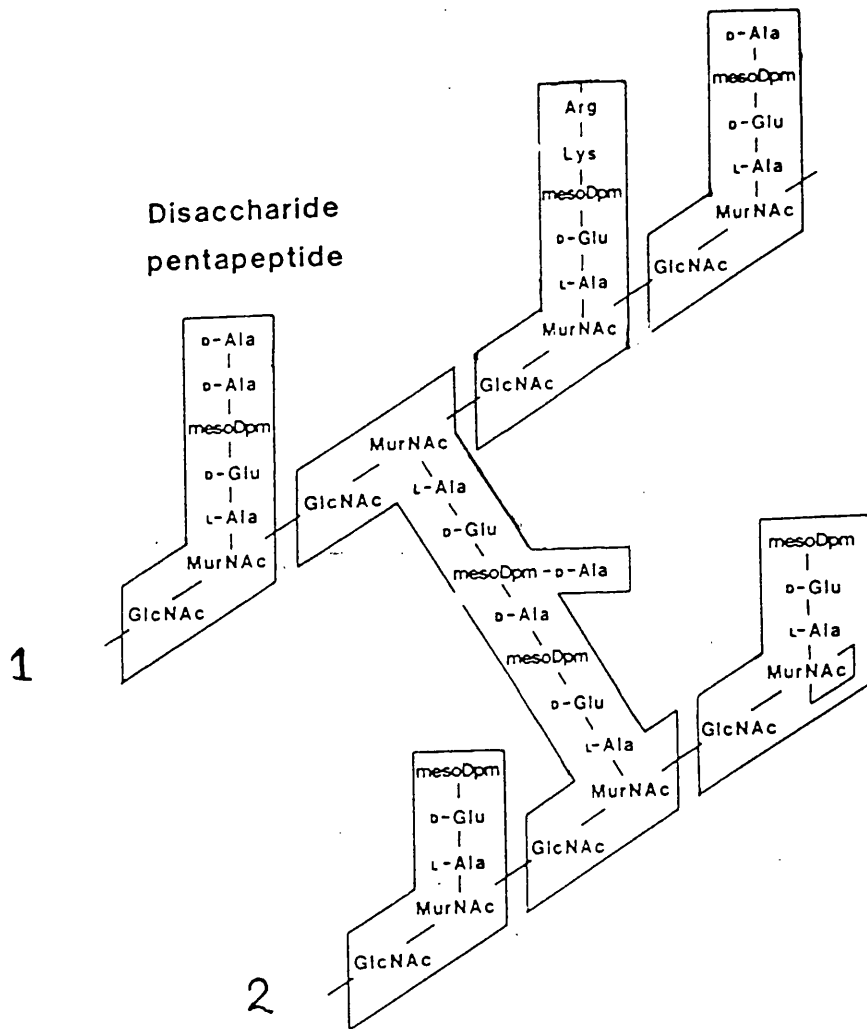 D-Ala
mesoDpm
D-Glu
L-Ala
MurNAc
GlcNAc
Arg
Lys
mesoDpm
D-Glu
L-Ala
MurNAc
GlcNAc
Disaccharide
pentapeptide
D-Ala
D-Ala
mesoDpm
D-Glu
L-Ala
MurNAc
GlcNAc
1
MurNAc
GlcNAc
L-Ala
D-Glu
mesoDpm-D-Ala
D-Ala
mesoDpm
D-Glu
L-Ala
MurNAc
GlcNAc
mesoDpm
D-Glu
L-Ala
MurNAc
GlcNAc
mesoDpm
D-Glu
L-Ala
MurNAc
GlcNAc
2